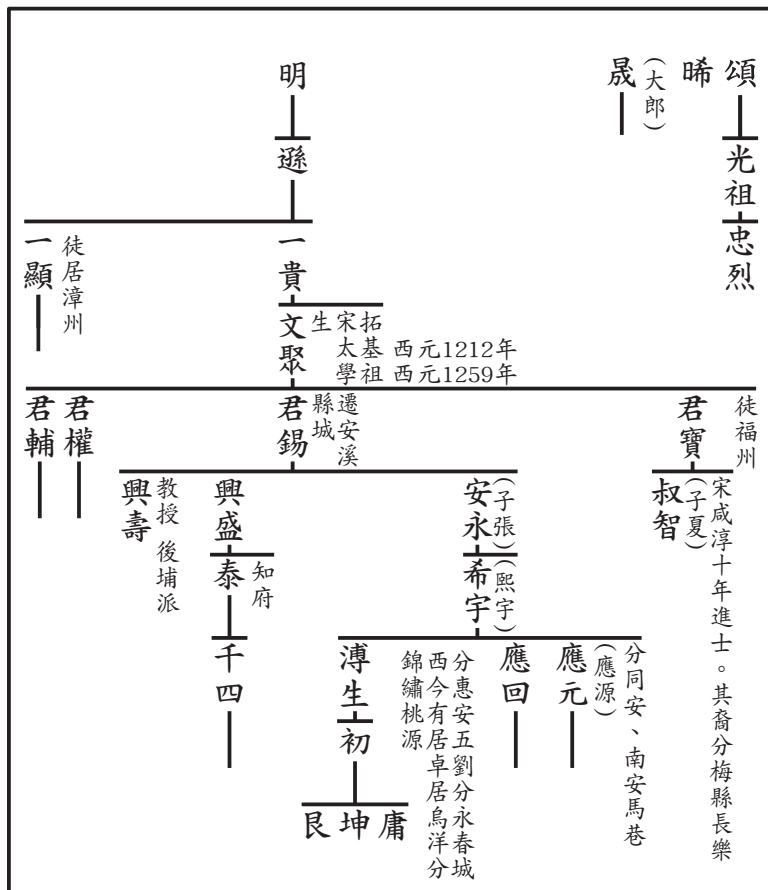 頌
晞
晟
(大郎)
明
光祖
遜
忠烈
一貴
一顯
徒居漳州
文聚
拓基祖
宋太學
生
西元1212年
西元1259年
君寶
徒福州
君錫
遷安溪
縣城
君權
君輔
叔智
(子夏)
宋咸淳十年進士。其裔分梅縣長樂
安永
(子張)
興盛
興壽
教授 後埔派
希宇
(熙宇)
泰
知府
應元
(應源)
分同安、南安馬巷
應回
溥生
分惠安五劉分永春城
西今有居卓居烏洋分
錦繡桃源
千四
初
庸
坤
艮